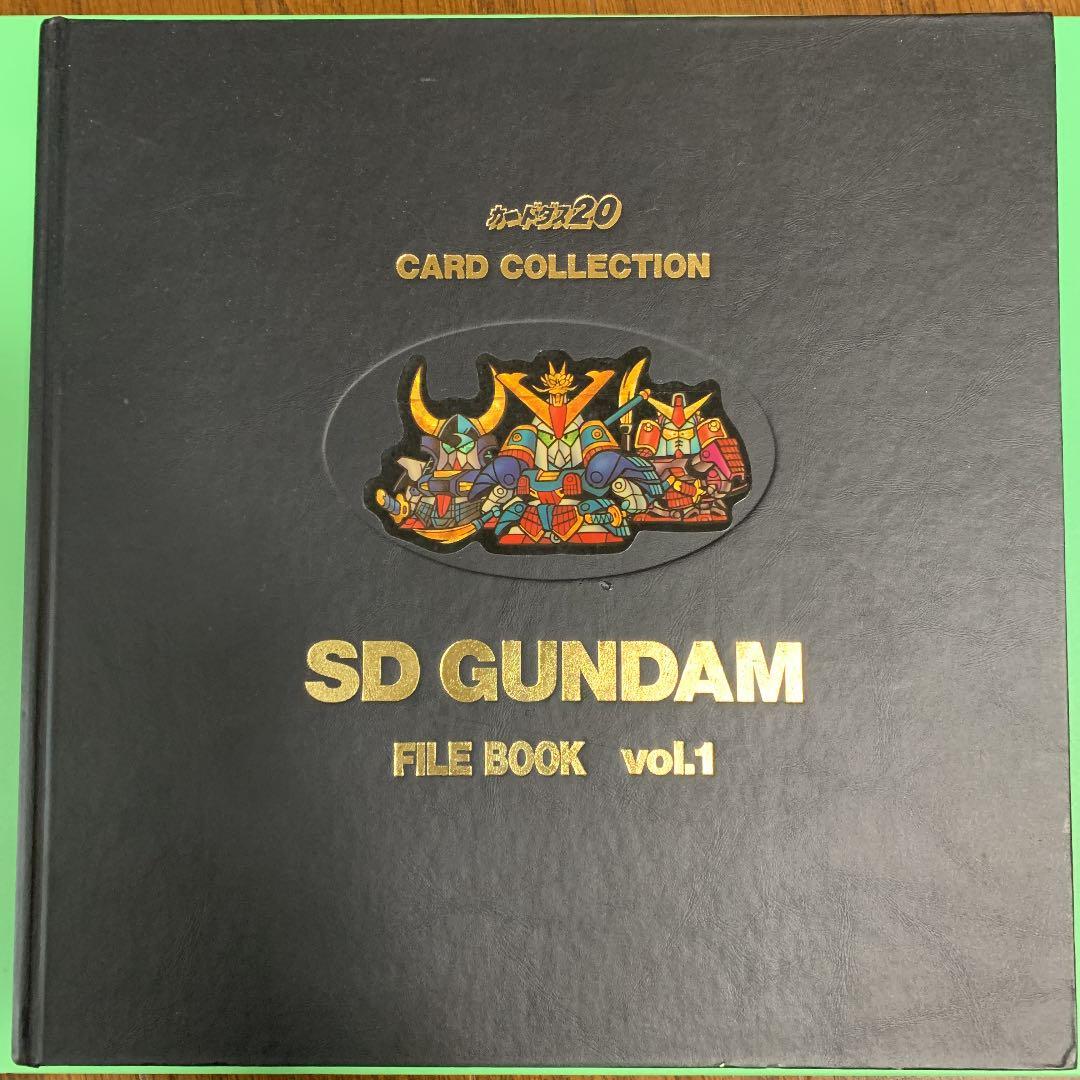 カードダス20
CARD COLLECTION
SD GUNDAM
FILE BOOK vol.1